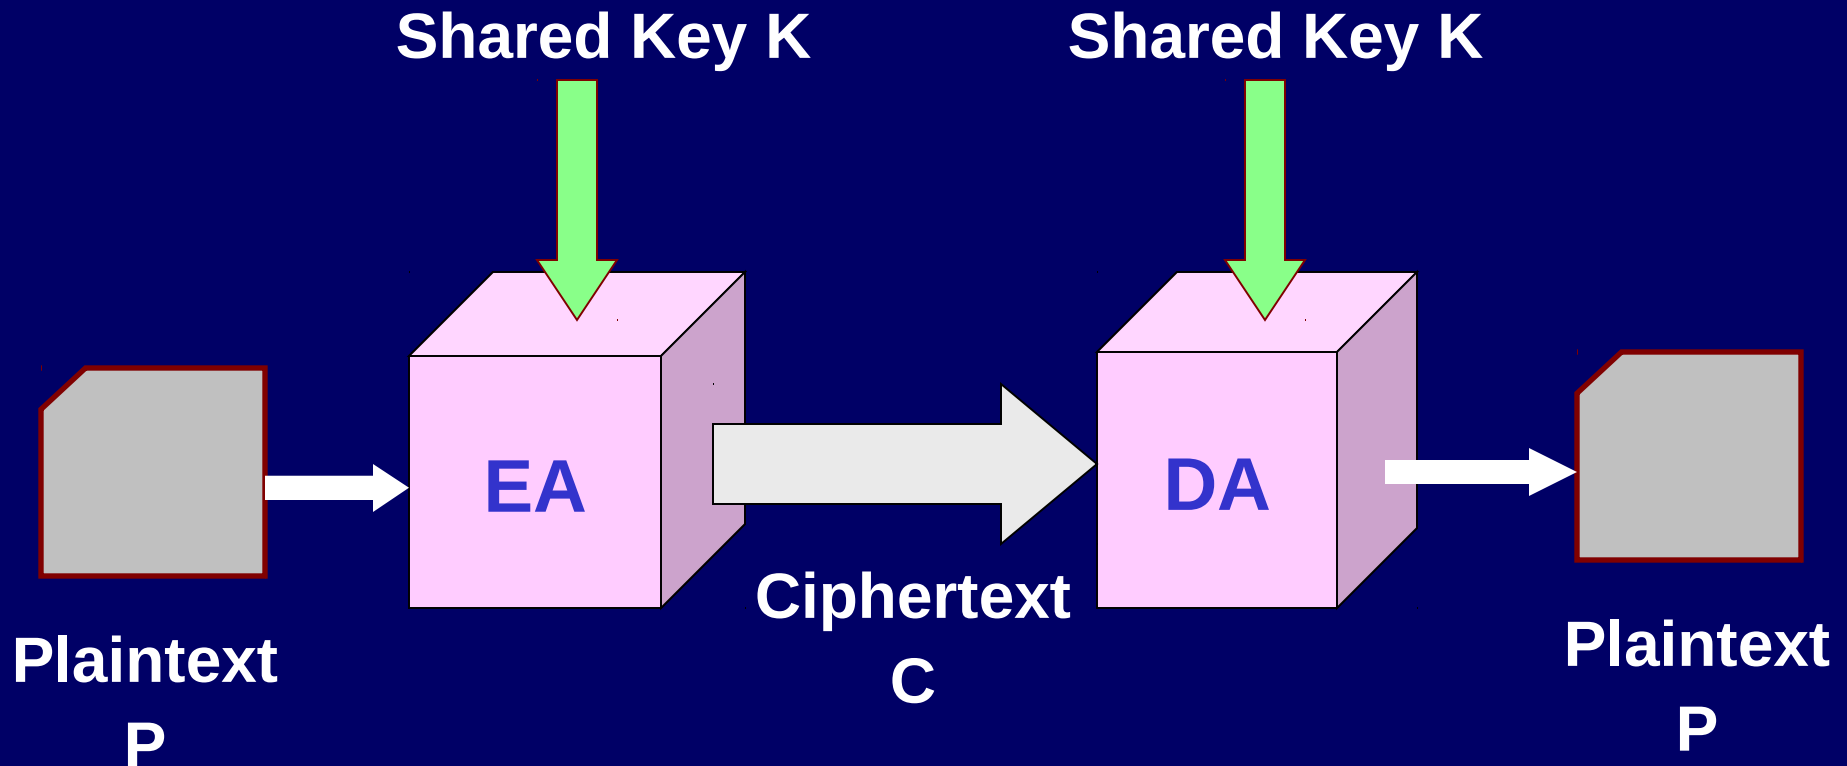 Shared Key K
Shared Key K
EA
DA
Ciphertext
C
Plaintext
P
Plaintext
P